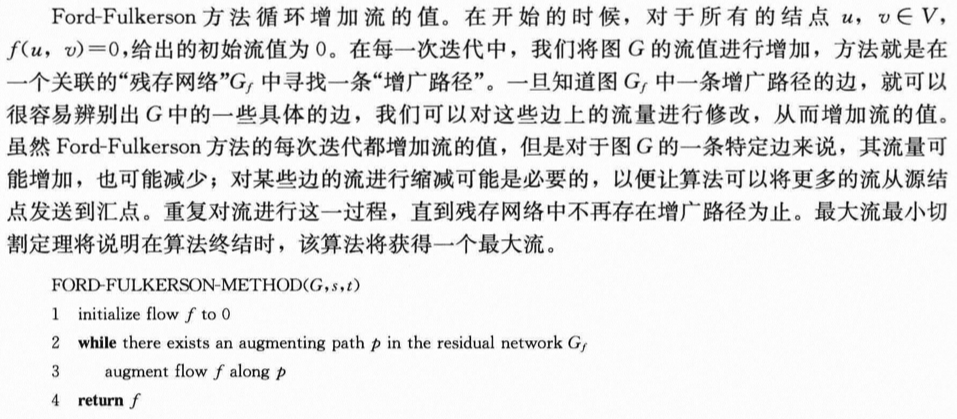 Ford-Fulkerson 方法循环增加流的值。在开始的时候，对于所有的结点 u，v∈V，
f(u，v)=0,给出的初始流值为 0。在每一次迭代中，我们将图 G 的流值进行增加，方法就是在
一个关联的“残存网络”Gf 中寻找一条“增广路径”。一旦知道图 Gf 中一条增广路径的边，就可以
很容易辨别出 G 中的一些具体的边，我们可以对这些边上的流量进行修改，从而增加流的值。
虽然 Ford-Fulkerson 方法的每次迭代都增加流的值，但是对于图 G 的一条特定边来说，其流量可
能增加，也可能减少；对某些边的流进行缩减可能是必要的，以便让算法可以将更多的流从源结
点发送到汇点。重复对流进行这一过程，直到残存网络中不再存在增广路径为止。最大流最小切
割定理将说明在算法终结时，该算法将获得一个最大流。
FORD-FULKERSON-METHOD(G,s,t)
1 initialize flow f to 0
2 while there exists an augmenting path p in the residual network Gf
3 augment flow f along p
4 return f